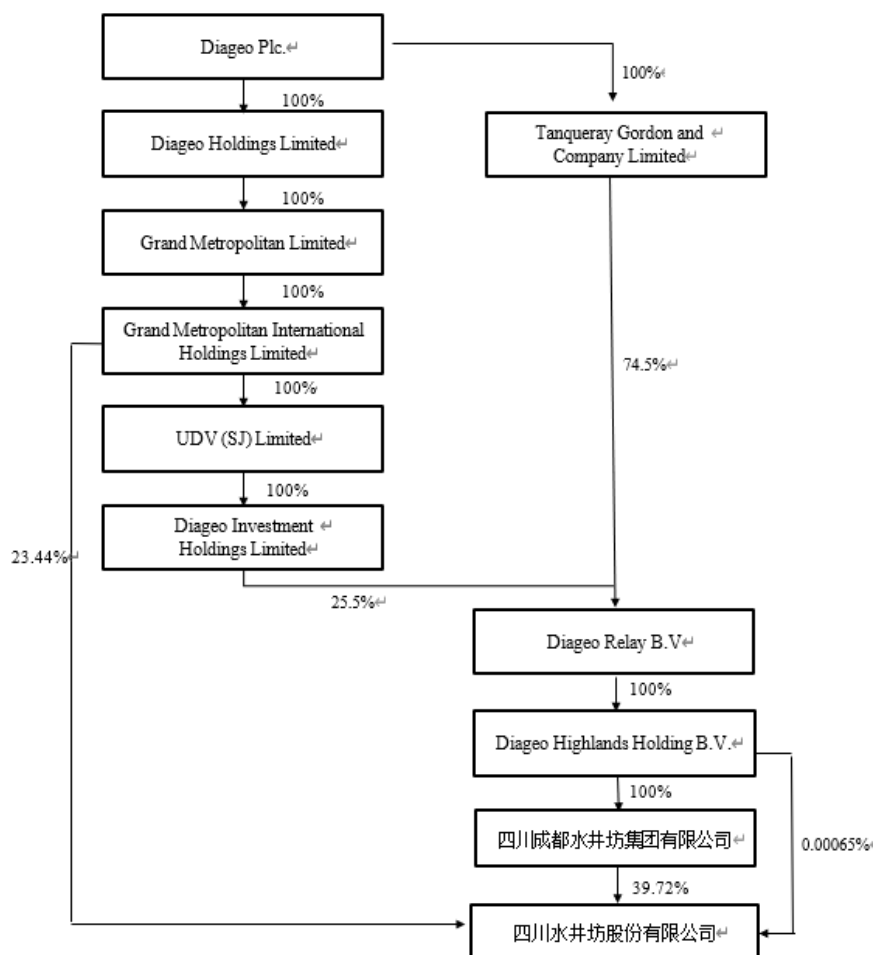 Diageo Plc.↵
100%↵
100%
Diageo Holdings Limited↵
Tanqueray Gordon and ↵
Company Limited↵
100%
Grand Metropolitan Limited↵
100%
Grand Metropolitan International
Holdings Limited↵
74.5%↵
100%
UDV (SJ) Limited↵
100%
Diageo Investment ↵
Holdings Limited↵
23.44%↵
25.5%↵
Diageo Relay B.V↵
100%
Diageo Highlands Holding B.V.↵
100%
四川成都水井坊集团有限公司↵
0.00065%↵
39.72%
四川水井坊股份有限公司↵